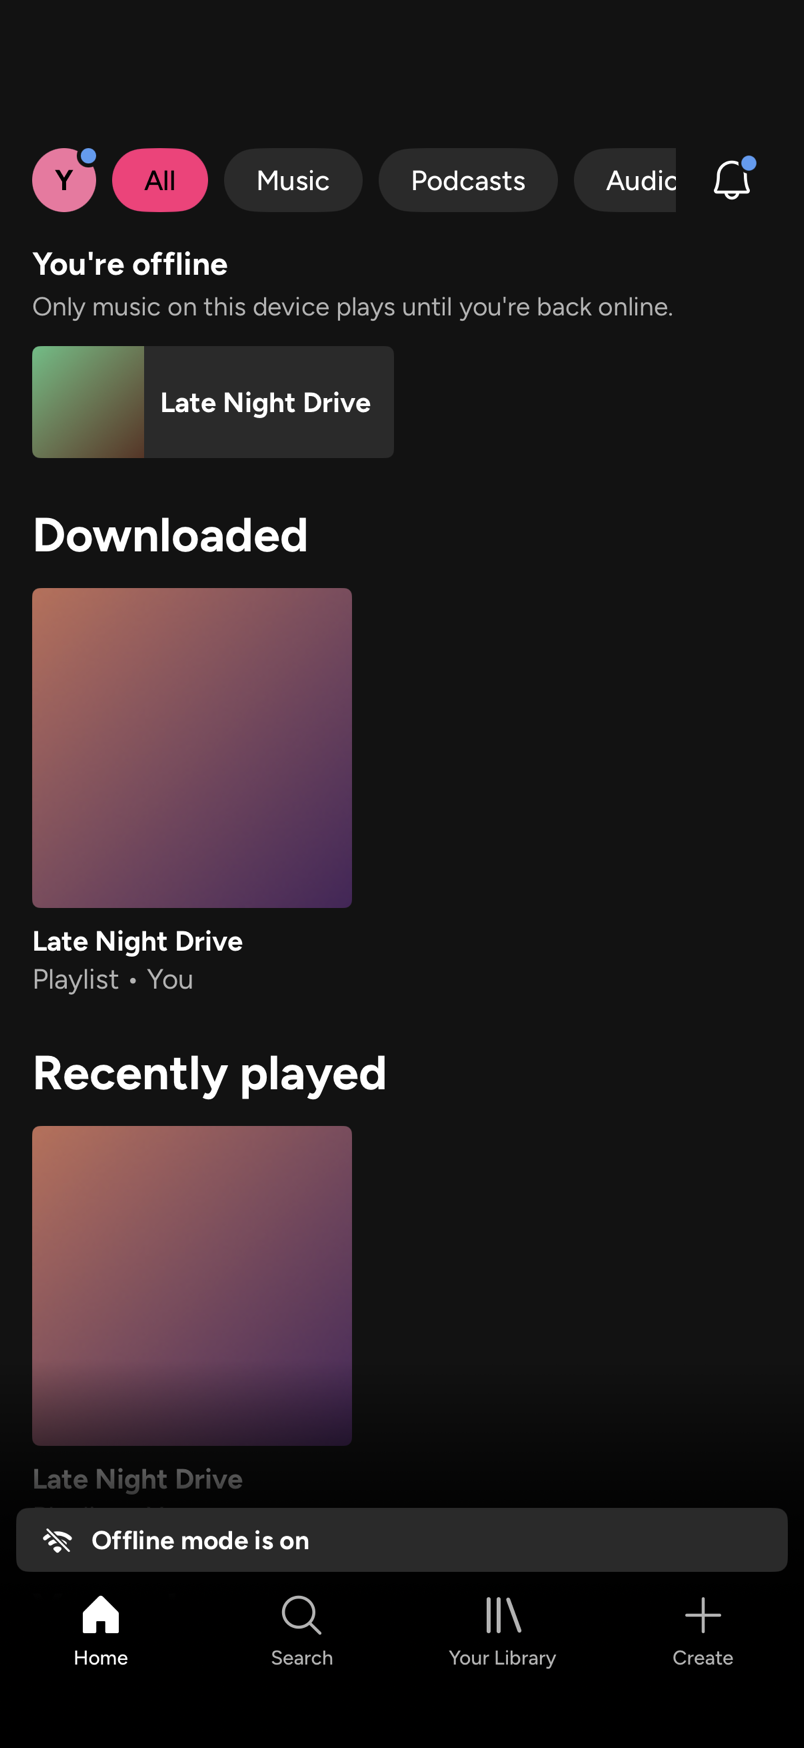 Y
All
Music
Podcasts
You're offline
Only music on this device plays until you're back online.
Late Night Drive
Downloaded
Late Night Drive
Playlist • You
Recently played
Late Night Drive
Offline mode is on
Home
Search
Your Library
Create